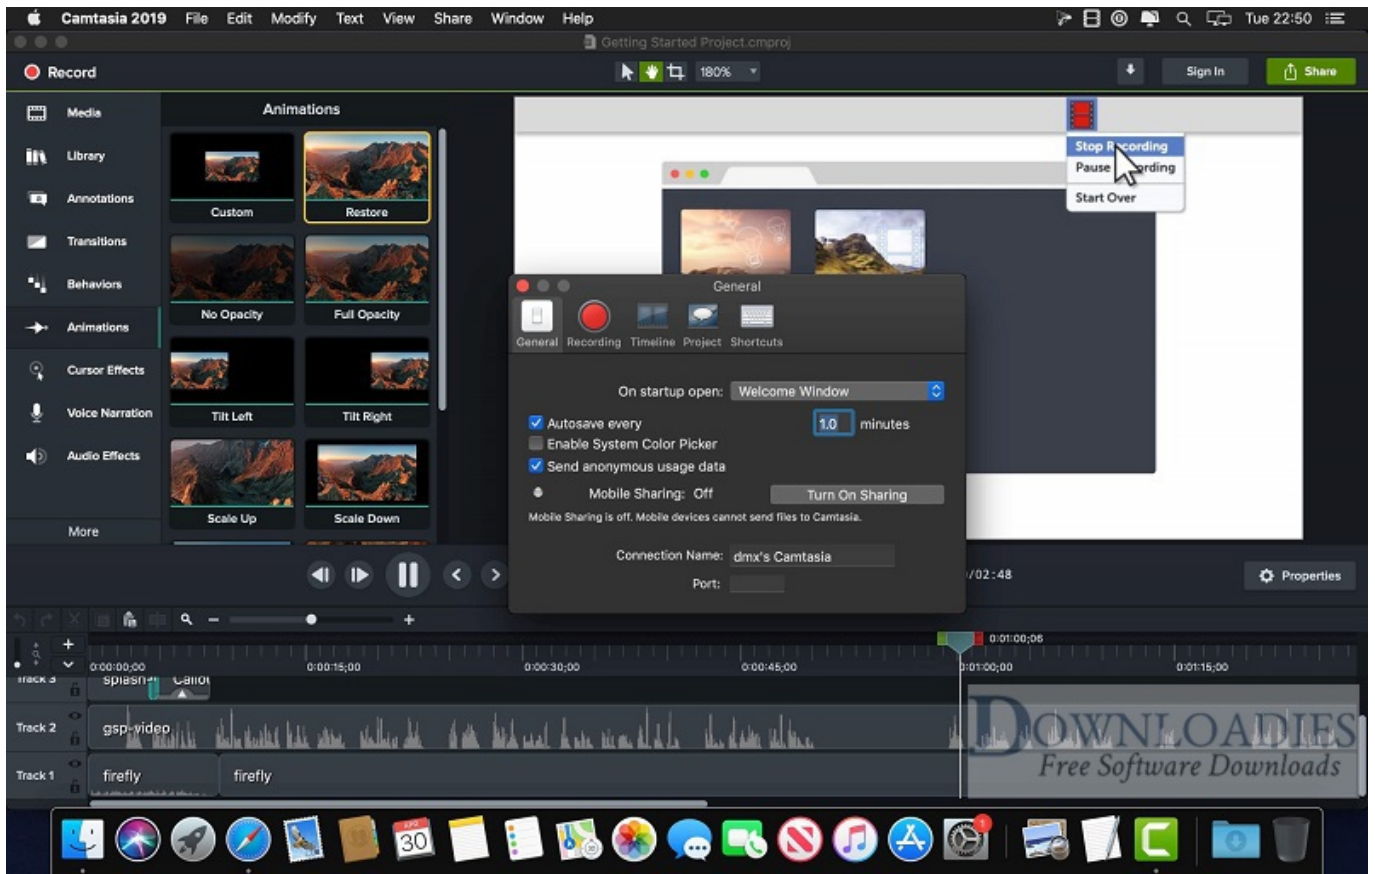 Camtasia 2019 File Edit Modify Text View Share Window Help Tue 22:50
Getting Started Project.cmproj
Record 180% Sign In Share
Media
Library
Annotations
Transitions
Behaviors
Animations
Cursor Effects
Voice Narration
Audio Effects
More
Animations
Custom Restore
No Opacity Full Opacity
Tilt Left Tilt Right
Scale Up Scale Down
Stop Recording
Pause
Start Over
General
General Recording Timeline Project Shortcuts
On startup open: Welcome Window
Autosave every 1.0 minutes
Enable System Color Picker
Send anonymous usage data
Mobile Sharing: Off Turn On Sharing
Mobile Sharing is off. Mobile devices cannot send files to Camtasia.
Connection Name: dmx's Camtasia
Port:
/02:48 Properties
0:01:00;06
0:00:00;00 0:00:15;00 0:00:30;00 0:00:45;00 0:01:00;00 0:01:15;00
Track 3
Track 2 gsp-video
Track 1 firefly firefly
DOWNLOADIES
Free Software Downloads
APR
30
1